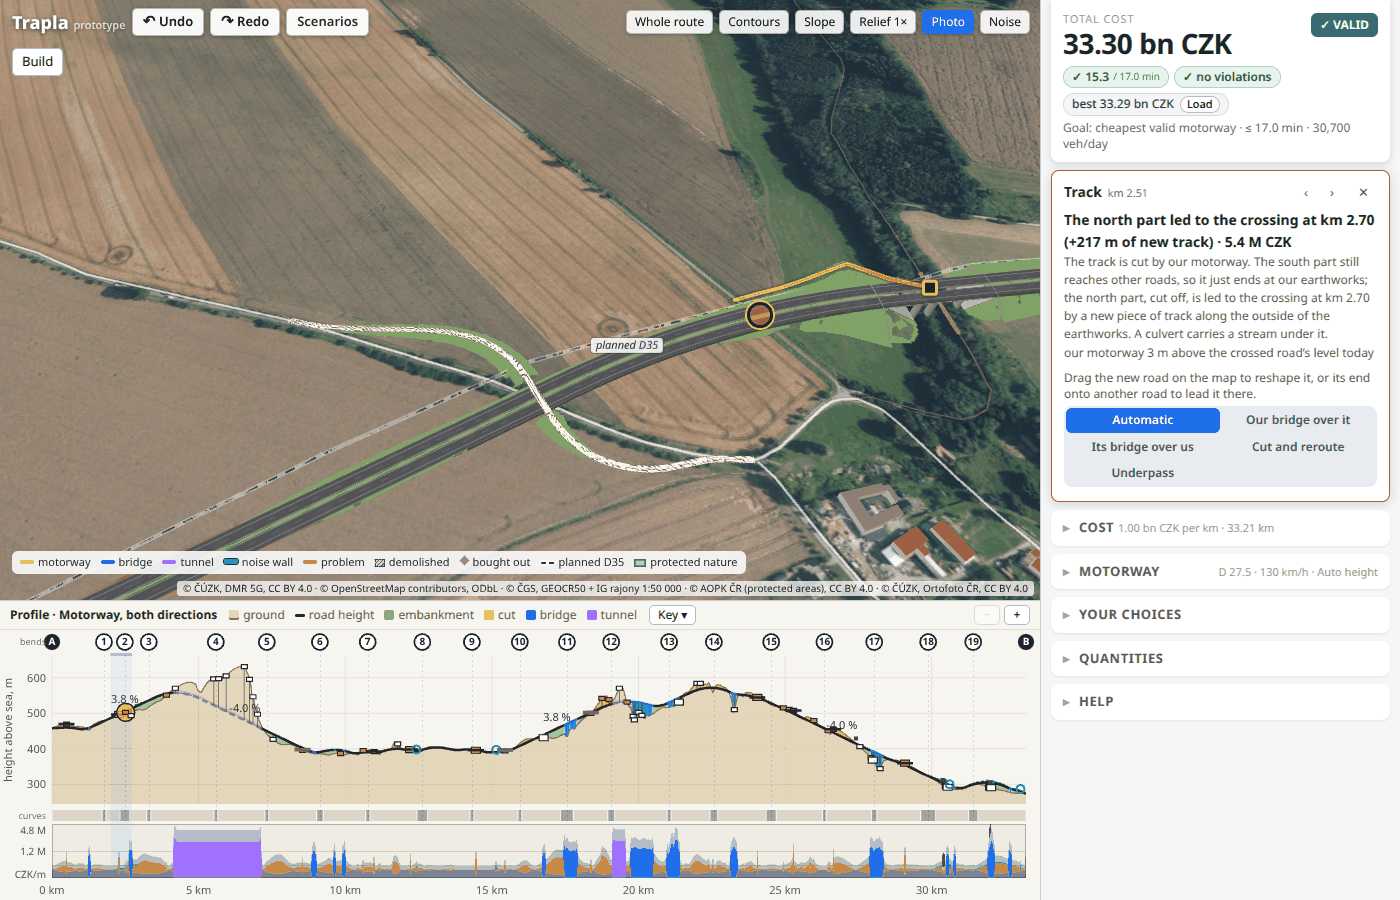 Trapla prototype
↶ Undo
↷ Redo
Scenarios
Whole route
Contours
Slope
Relief 1×
Photo
Noise
Build
planned D35
motorway
bridge
tunnel
noise wall
problem
demolished
bought out
planned D35
protected nature
© ČÚZK, DMR 5G, CC BY 4.0 · © OpenStreetMap contributors, ODbL · © ČGS, GEOCR50 + IG rajony 1:50 000 · © AOPK ČR (protected areas), CC BY 4.0 · © ČÚZK, Ortofoto ČR, CC BY 4.0
TOTAL COST
33.30 bn CZK
✓ VALID
✓ 15.3 / 17.0 min
✓ no violations
best 33.29 bn CZK Load
Goal: cheapest valid motorway · ≤ 17.0 min · 30,700
veh/day
Track km 2.51
‹ › ✕
The north part led to the crossing at km 2.70
(+217 m of new track) · 5.4 M CZK
The track is cut by our motorway. The south part still
reaches other roads, so it just ends at our earthworks;
the north part, cut off, is led to the crossing at km 2.70
by a new piece of track along the outside of the
earthworks. A culvert carries a stream under it.
our motorway 3 m above the crossed road's level today
Drag the new road on the map to reshape it, or its end
onto another road to lead it there.
Automatic
Our bridge over it
Its bridge over us
Cut and reroute
Underpass
▶ COST 1.00 bn CZK per km · 33.21 km
▶ MOTORWAY D 27.5 · 130 km/h · Auto height
▶ YOUR CHOICES
▶ QUANTITIES
▶ HELP
Profile · Motorway, both directions
ground
road height
embankment
cut
bridge
tunnel
Key ▾
− +
bends A 1 2 3 4 5 6 7 8 9 10 11 12 13 14 15 16 17 18 19 B
height above sea, m
600
500
400
300
3.8 %
-4.0 %
3.8 %
-4.0 %
curves
4.8 M
1.2 M
CZK/m
0 km
5 km
10 km
15 km
20 km
25 km
30 km